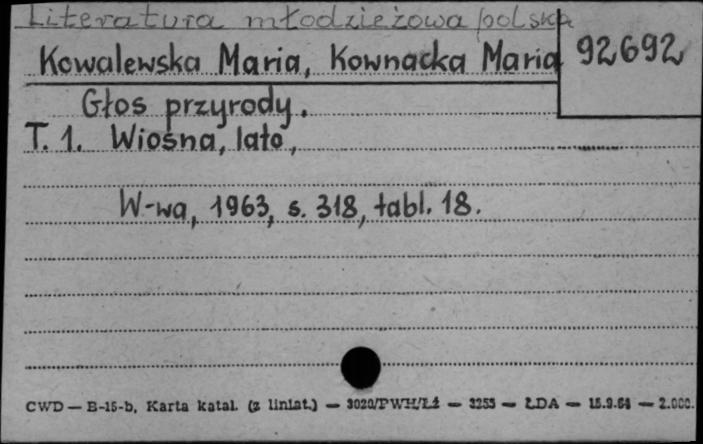 Literatura młodzieżowa polska
Kowalewska Maria, Kownacka Maria
92692
Głos przyrody.
T. 1. Wiosna, lato,
W-wa, 1963, s. 318, tabl. 18.
CWD — B-15-b, Karta katal. (z liniat.) — 3020/PWH/Łż — 3253 — ŁDA — 15.9.64 — 2.000.